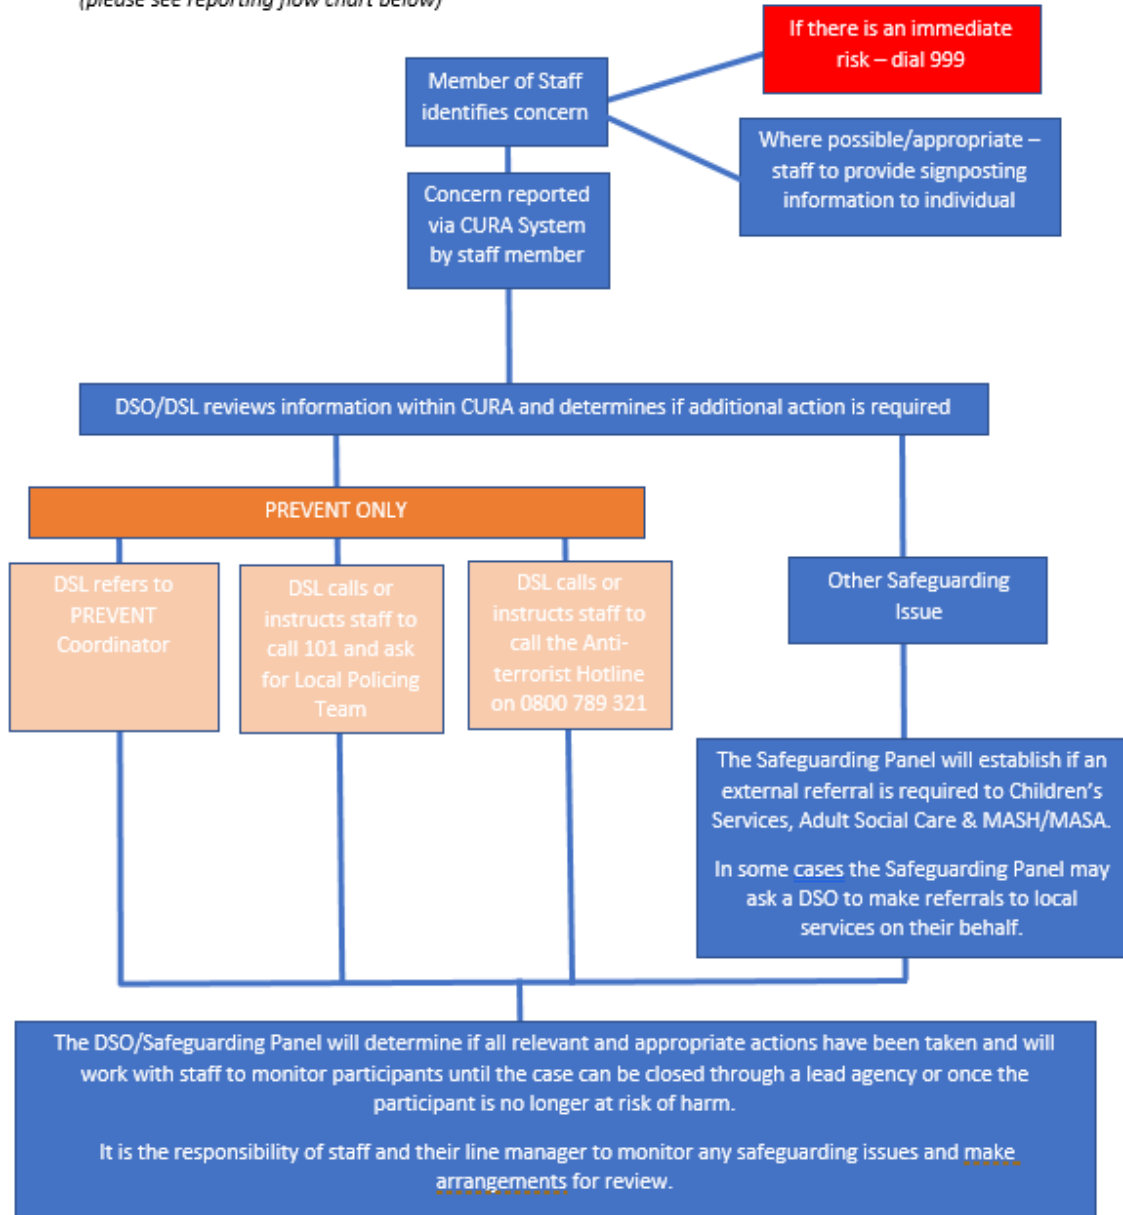 (please see reporting flow chart below)
If there is an immediate
risk – dial 999
Member of Staff
identifies concern
Where possible/appropriate –
staff to provide signposting
information to individual
Concern reported
via CURA System
by staff member
DSO/DSL reviews information within CURA and determines if additional action is required
PREVENT ONLY
DSL refers to
PREVENT
Coordinator
DSL calls or
instructs staff to
call 101 and ask
for Local Policing
Team
DSL calls or
instructs staff to
call the Anti-
terrorist Hotline
on 0800 789 321
Other Safeguarding
Issue
The Safeguarding Panel will establish if an
external referral is required to Children's
Services, Adult Social Care & MASH/MASA.
In some cases the Safeguarding Panel may
ask a DSO to make referrals to local
services on their behalf.
The DSO/Safeguarding Panel will determine if all relevant and appropriate actions have been taken and will
work with staff to monitor participants until the case can be closed through a lead agency or once the
participant is no longer at risk of harm.
It is the responsibility of staff and their line manager to monitor any safeguarding issues and make
arrangements for review.